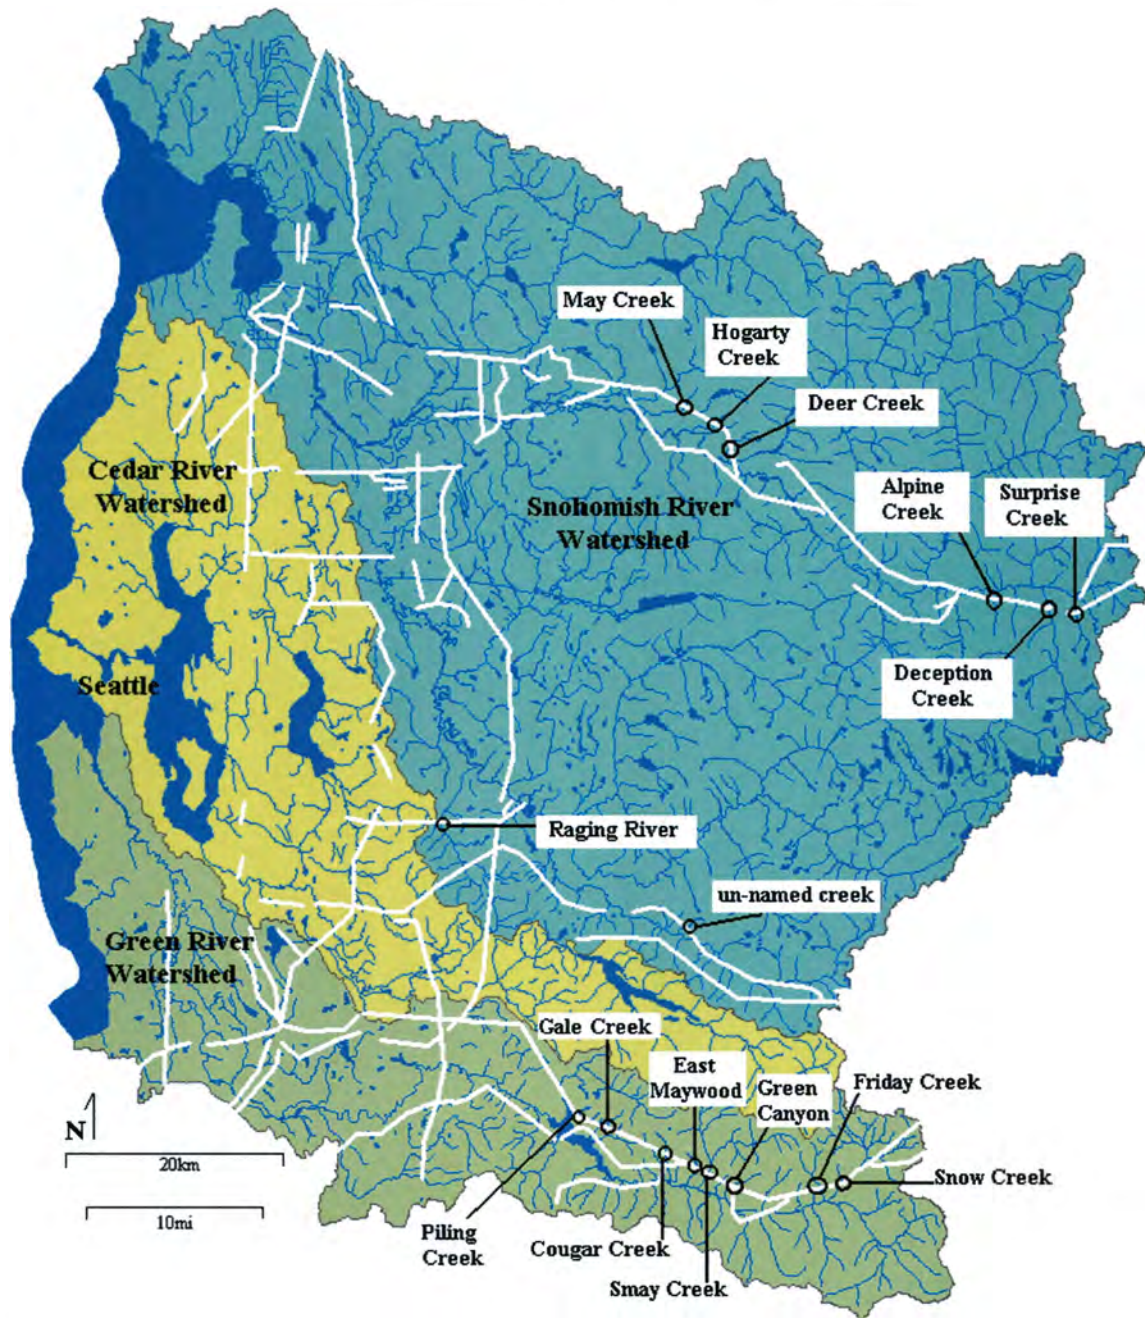 May Creek
Hogarty
Creek
Deer Creek
Cedar River
Watershed
Snohomish River
Watershed
Alpine
Creek
Surprise
Creek
Seattle
Deception
Creek
Raging River
un-named creek
Green River
Watershed
Gale Creek
East
Maywood
Green
Canyon
Friday Creek
N
20km
Snow Creek
10mi
Piling
Creek
Cougar Creek
Smay Creek